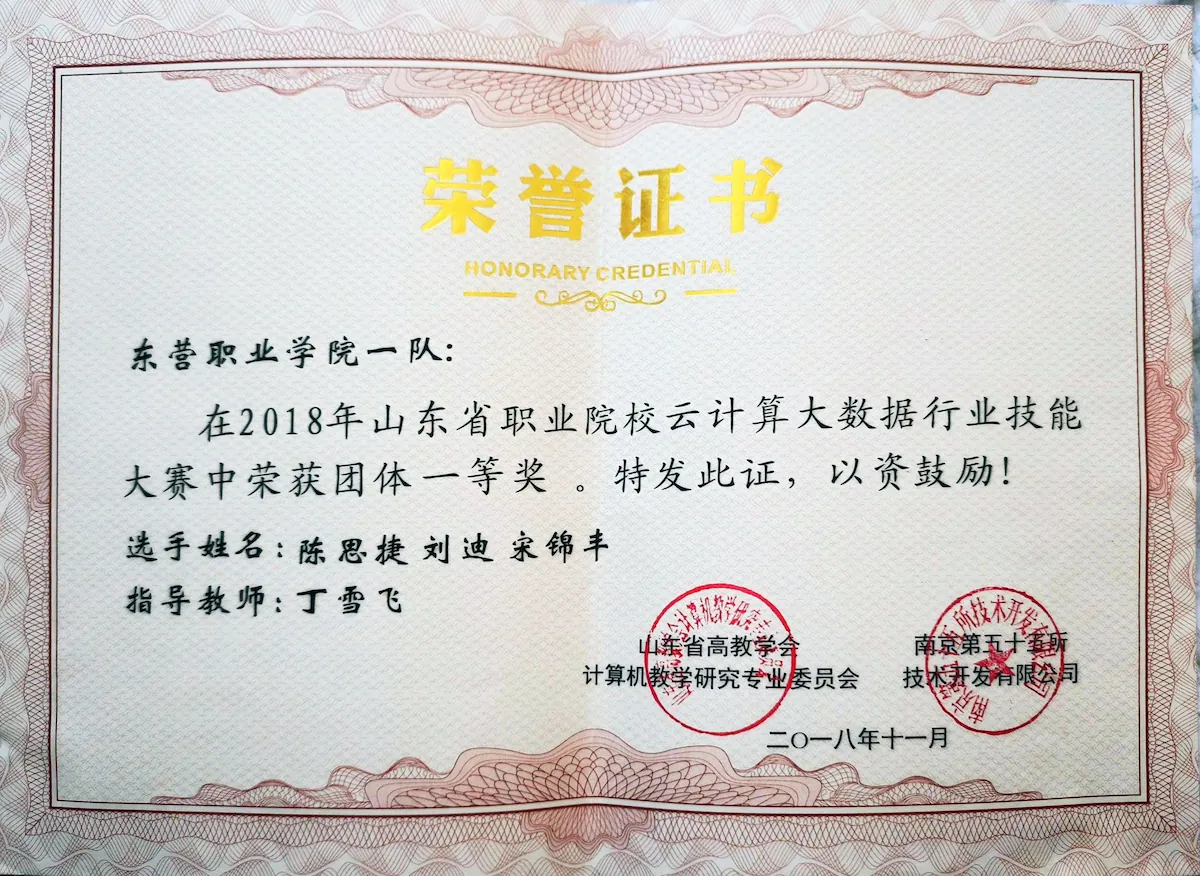 荣誉证书
HONORARY CREDENTIAL
东营职业学院一队:
在2018年山东省职业院校云计算大数据行业技能
大赛中荣获团体一等奖 。特发此证，以资鼓励!
选手姓名:陈思捷 刘迪 宋锦丰
指导教师:丁雪飞
山东省高教学会
计算机教学研究专业委员会
南京第五十五所
技术开发有限公司
二〇一八年十一月